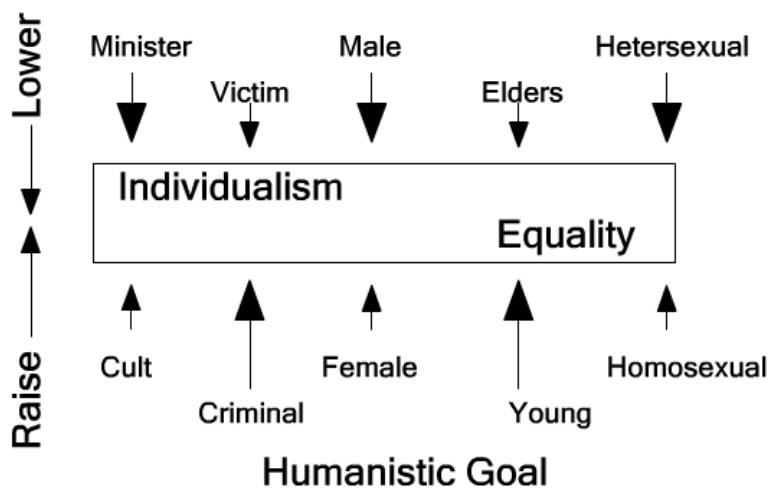 Lower
Minister
Male
Hetersexual
Victim
Elders
Individualism
Equality
Raise
Cult
Female
Homosexual
Criminal
Young
Humanistic Goal